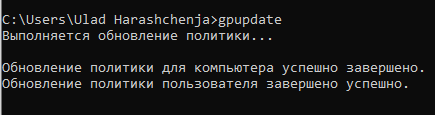 C:\Users\Ulad Harashchenja>gpupdate
Выполняется обновление политики...
Обновление политики для компьютера успешно завершено.
Обновление политики пользователя завершено успешно.